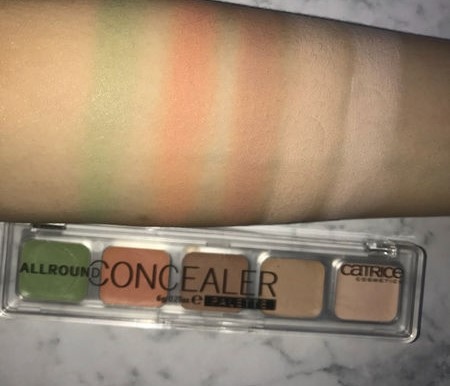 ALLROUND CONCEALER
PALETTE
CATRICE
COSMETICS